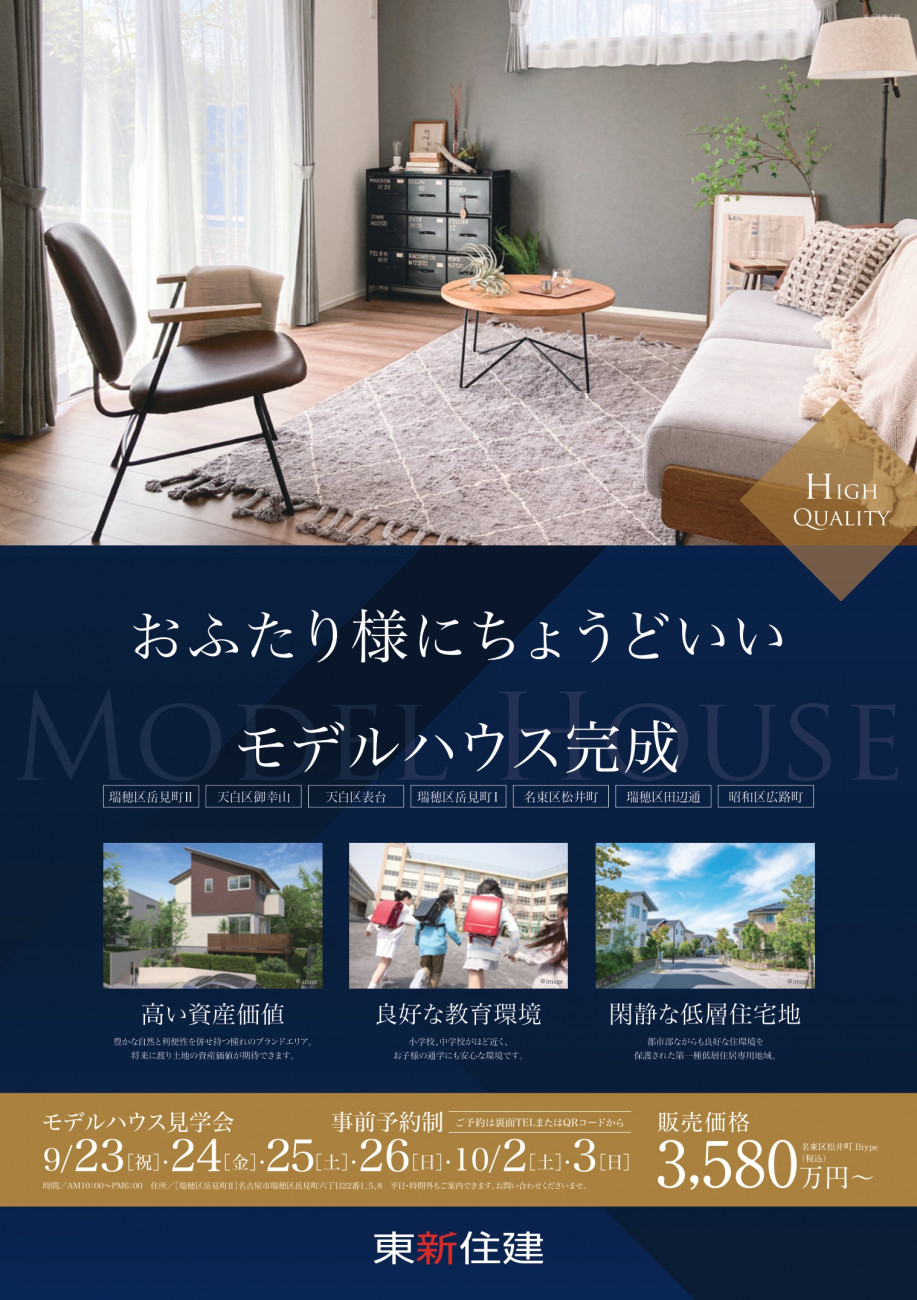 HIGH
QUALITY
おふたり様にちょうどいい
MODEL HOUSE
モデルハウス完成
瑞穂区岳見町Ⅱ 天白区御幸山 天白区表台 瑞穂区岳見町Ⅰ 名東区松井町 瑞穂区田辺通 昭和区広路町
※image ※image ※image
高い資産価値
豊かな自然と利便性を併せ持つ憧れのブランドエリア。
将来に渡り土地の資産価値が期待できます。
良好な教育環境
小学校、中学校がほど近く、
お子様の通学にも安心な環境です。
閑静な低層住宅地
都市部ながらも良好な住環境を
保護された第一種低層住居専用地域。
モデルハウス見学会 事前予約制 ご予約は裏面TELまたはQRコードから
9/23[祝]・24[金]・25[土]・26[日]・10/2[土]・3[日]
時間／AM10：00～PM6：00 住所／[瑞穂区岳見町Ⅱ]名古屋市瑞穂区岳見町六丁目22番1、5、8 平日・時間外もご案内できます。お問い合わせくださいませ。
販売価格
3,580万円～
名東区松井町 Btype
（税込）
東新住建